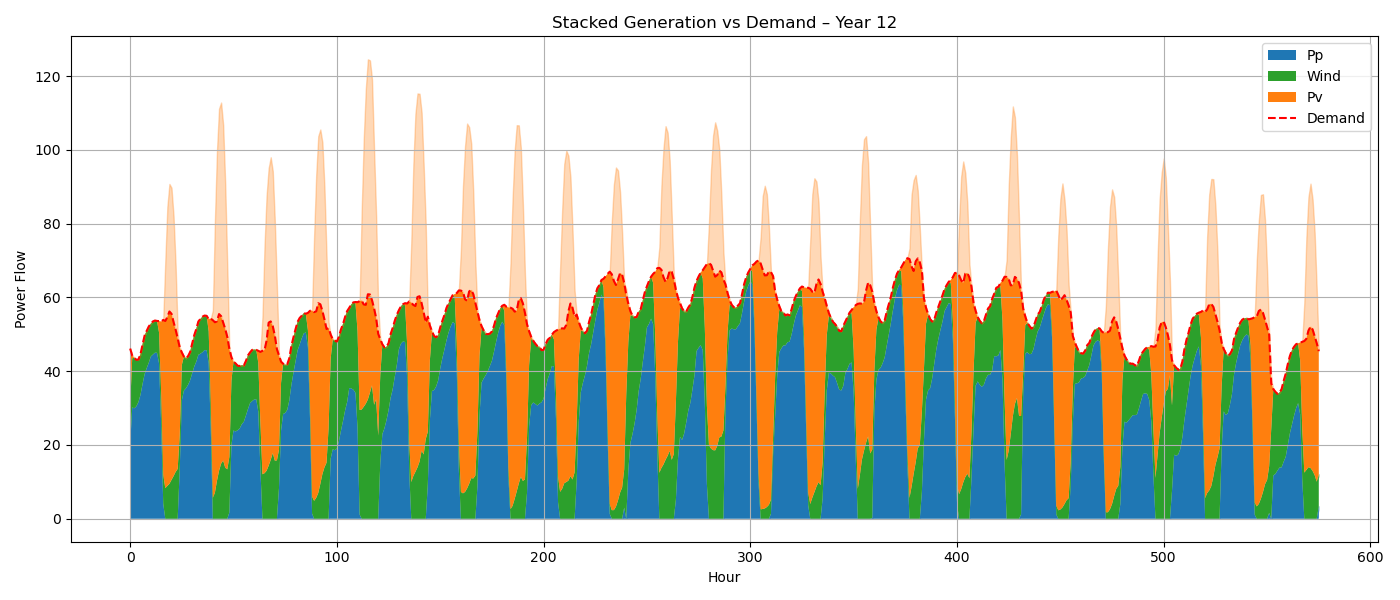 Stacked Generation vs Demand – Year 12
Power Flow
120
100
80
60
40
20
0
0 100 200 300 400 500 600
Hour
Pp
Wind
Pv
Demand